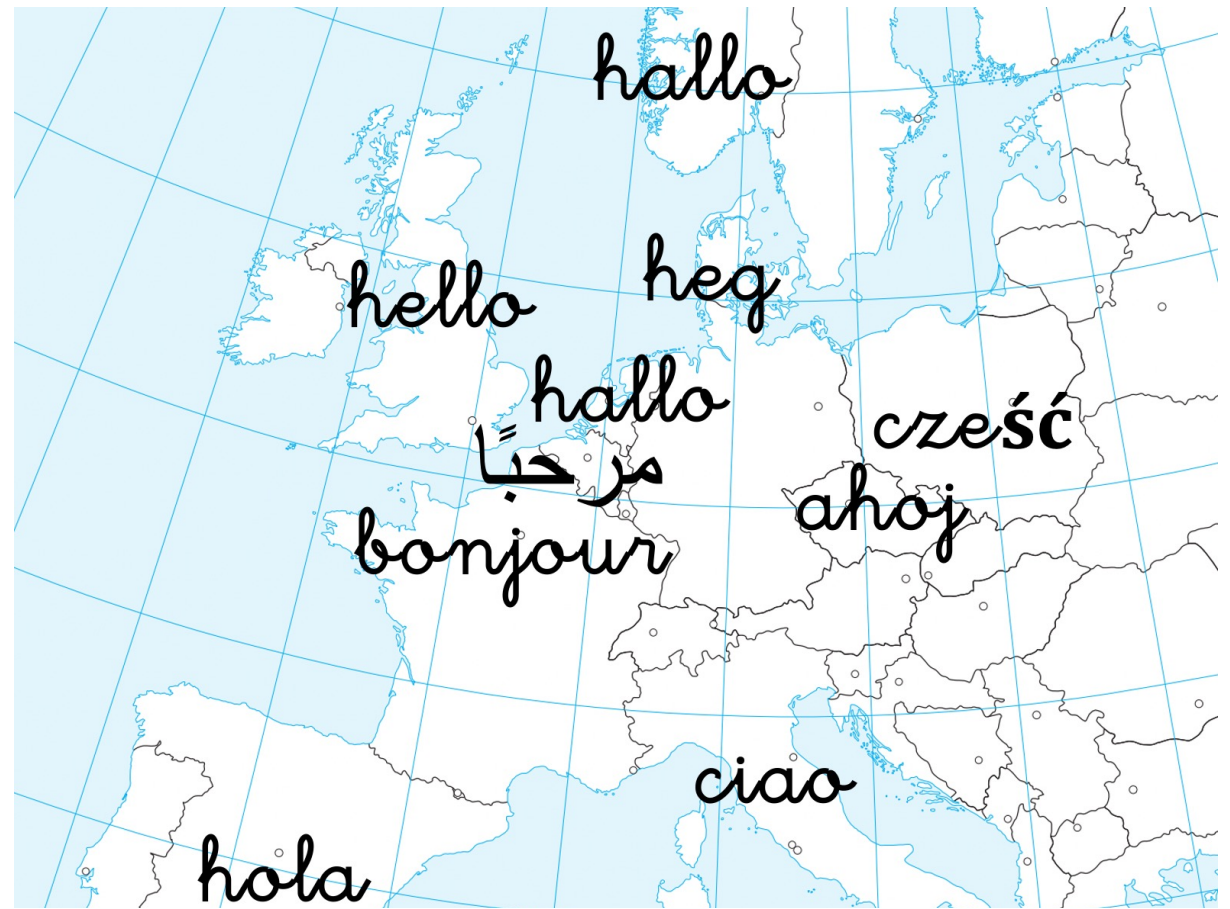 hallo
heg
hello
hallo
cześć
مرحبًا
ahoj
bonjour
ciao
hola